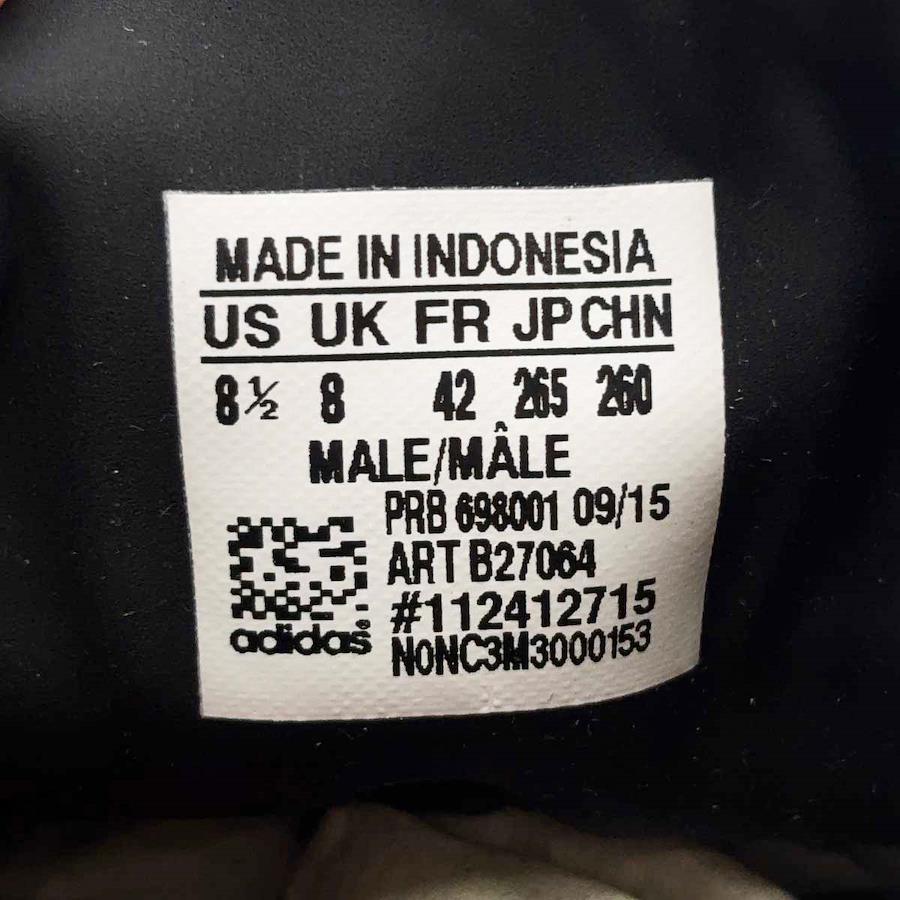 MADE IN INDONESIA
US UK FR JP CHN
8½ 8 42 265 260
MALE/MÂLE
PRB 698001 09/15
ART B27064
#112412715
adidas®
N0NC3M3000153